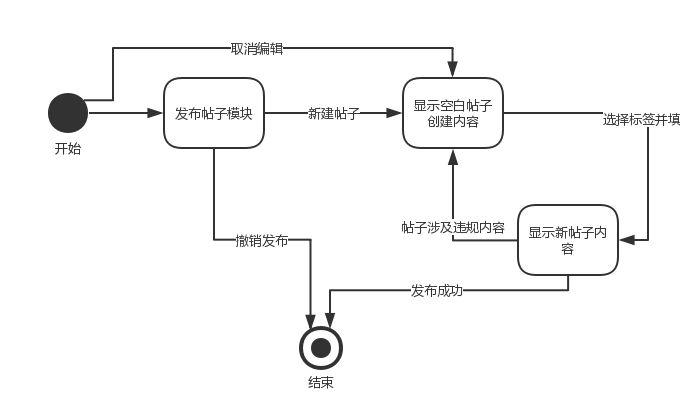 取消编辑
发布帖子模块
新建帖子
显示空白帖子
创建内容
选择标签并填
开始
帖子涉及违规内容
显示新帖子内
容
撤销发布
发布成功
结束